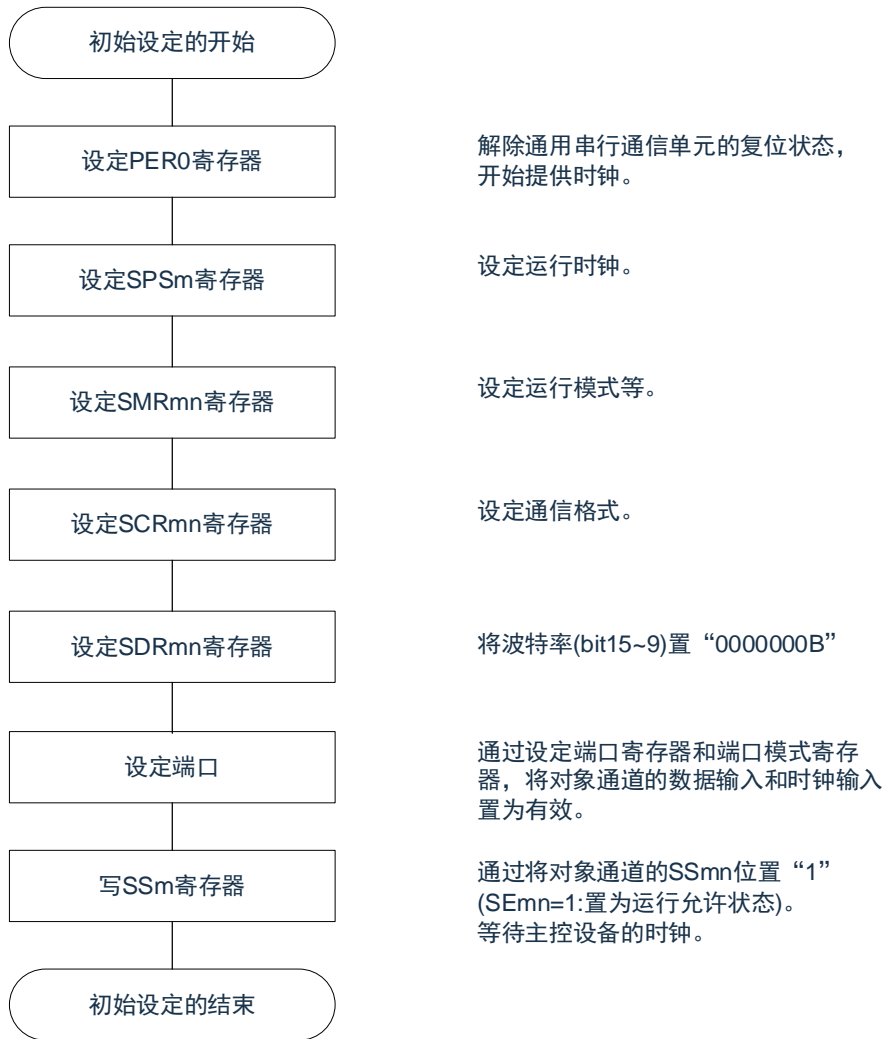 初始设定的开始
设定PER0寄存器
解除通用串行通信单元的复位状态，
开始提供时钟。
设定SPSm寄存器
设定运行时钟。
设定SMRmn寄存器
设定运行模式等。
设定SCRmn寄存器
设定通信格式。
设定SDRmn寄存器
将波特率(bit15~9)置“0000000B”
设定端口
通过设定端口寄存器和端口模式寄存
器，将对象通道的数据输入和时钟输入
置为有效。
写SSm寄存器
通过将对象通道的SSmn位置“1”
(SEmn=1:置为运行允许状态)。
等待主控设备的时钟。
初始设定的结束